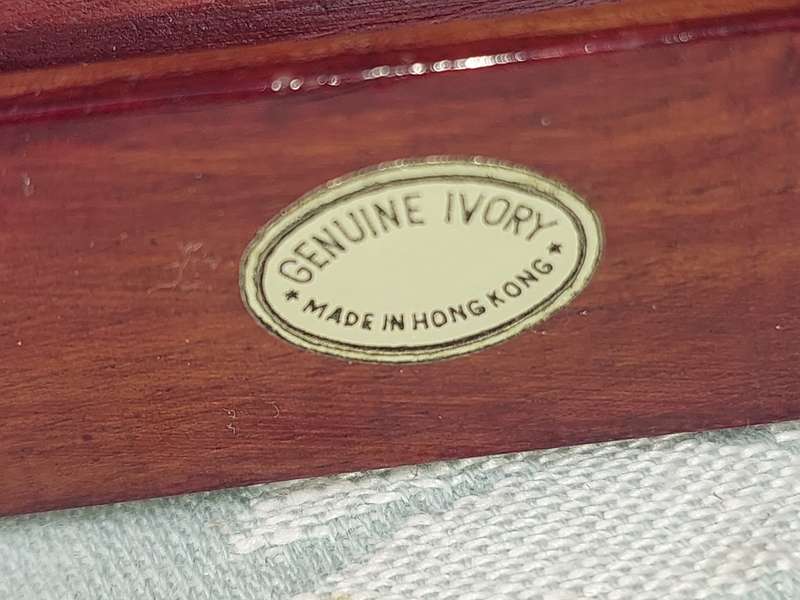 GENUINE IVORY
* MADE IN HONG KONG *